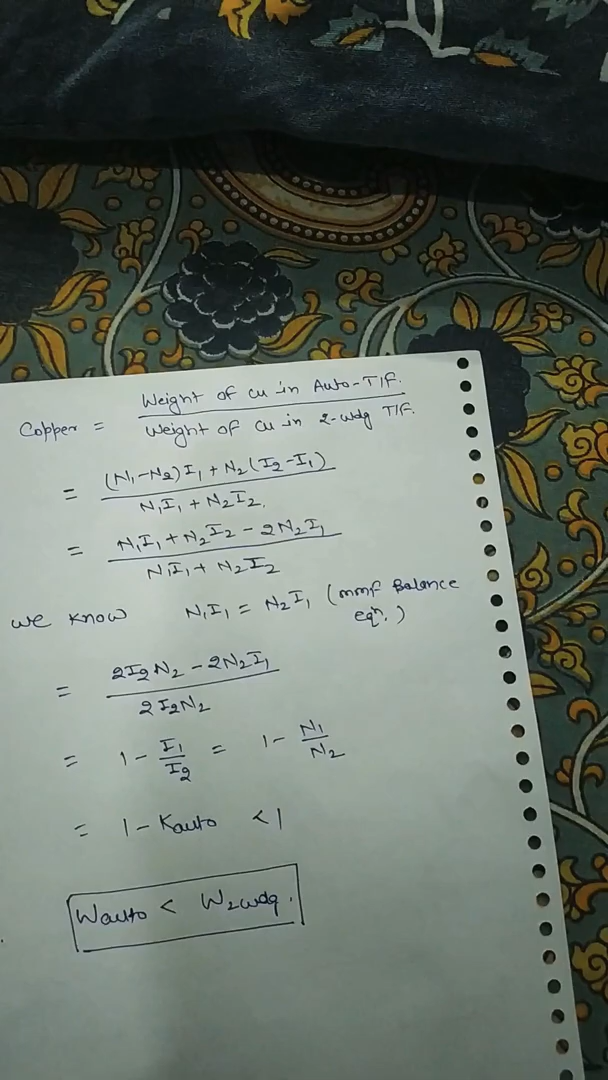 Copper = Weight of cu in Auto-T/F. / Weight of cu in 2-wdg T/F.
= (N₁-N₂)I₁ + N₂(I₂-I₁) / N₁I₁ + N₂I₂.
= N₁I₁ + N₂I₂ - 2N₂I₁ / N₁I₁ + N₂I₂
we know N₁I₁ = N₂I₁ (mmf Balance eqn.)
= 2I₂N₂ - 2N₂I₁ / 2I₂N₂
= 1 - I₁/I₂ = 1 - N₁/N₂
= 1 - Kauto < 1
Wauto < W₂wdg.